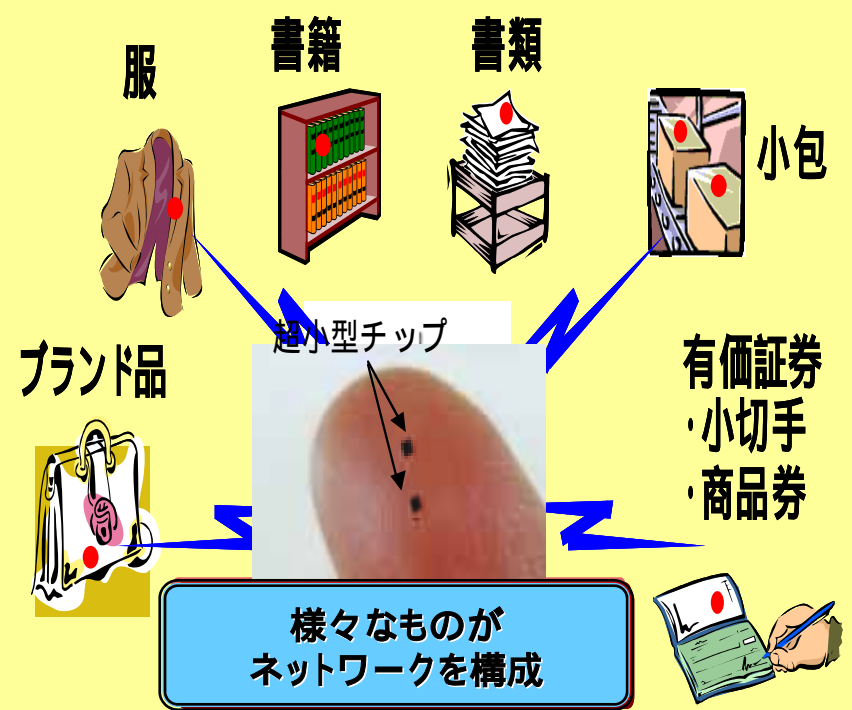 書籍
書類
服
小包
超小型チップ
ブランド品
有価証券
・小切手
・商品券
様々なものが
ネットワークを構成